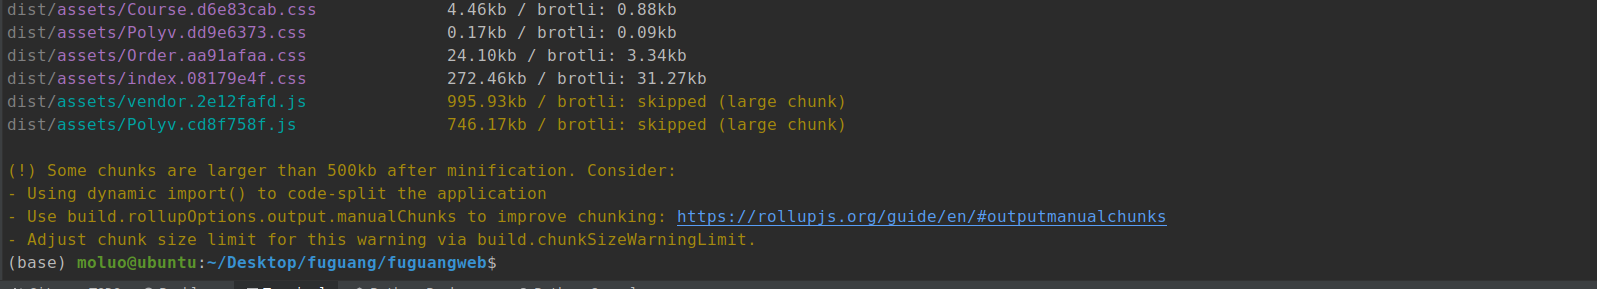 dist/assets/Course.d6e83cab.css 4.46kb / brotli: 0.88kb
dist/assets/Polyv.dd9e6373.css 0.17kb / brotli: 0.09kb
dist/assets/Order.aa91afaa.css 24.10kb / brotli: 3.34kb
dist/assets/index.08179e4f.css 272.46kb / brotli: 31.27kb
dist/assets/vendor.2e12fafd.js 995.93kb / brotli: skipped (large chunk)
dist/assets/Polyv.cd8f758f.js 746.17kb / brotli: skipped (large chunk)
(!) Some chunks are larger than 500kb after minification. Consider:
- Using dynamic import() to code-split the application
- Use build.rollupOptions.output.manualChunks to improve chunking: https://rollupjs.org/guide/en/#outputmanualchunks
- Adjust chunk size limit for this warning via build.chunkSizeWarningLimit.
(base) moluo@ubuntu:~/Desktop/fuguang/fuguangweb$